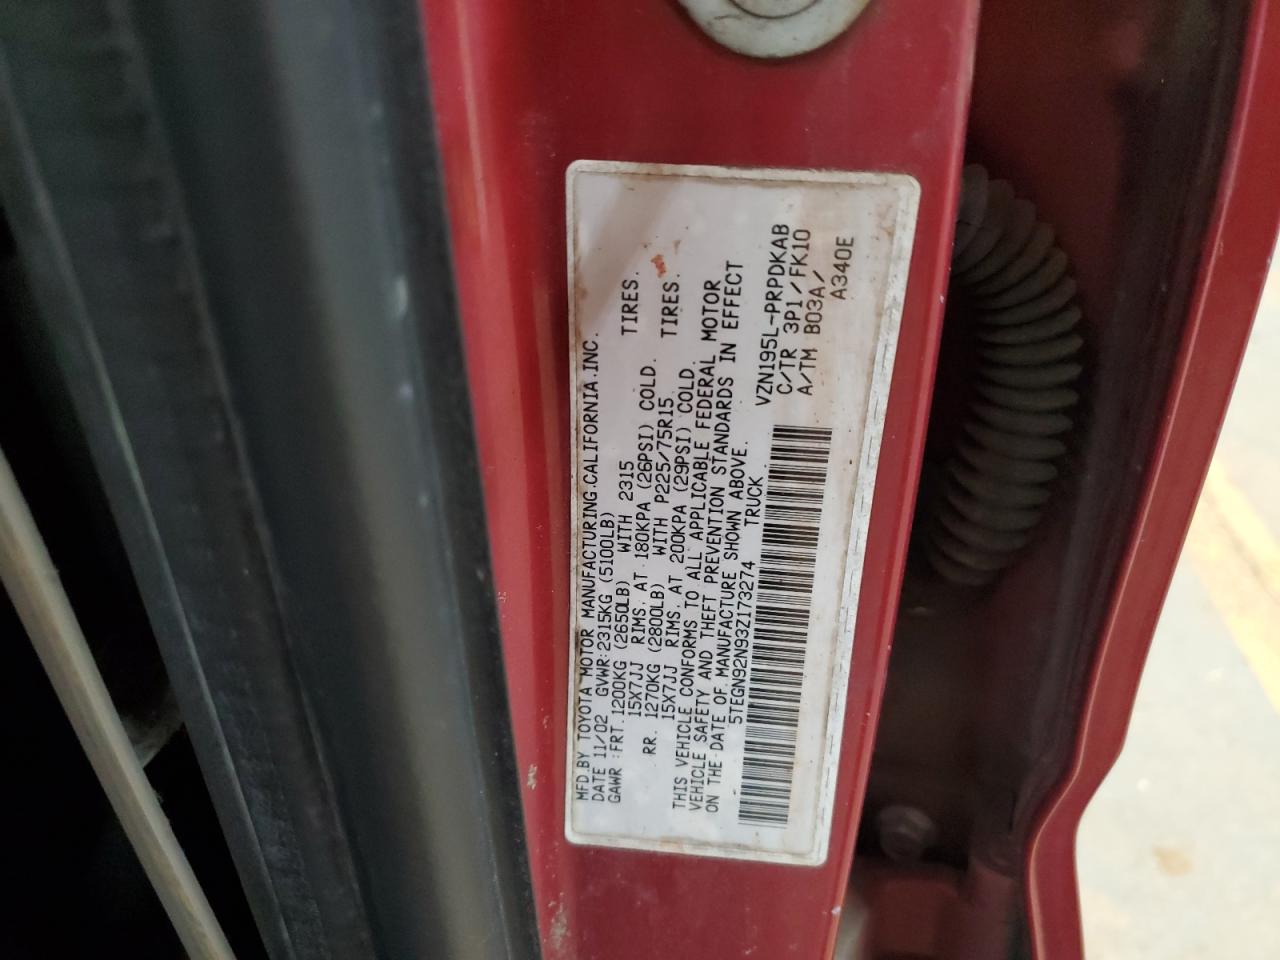 MFD.BY TOYOTA MOTOR MANUFACTURING.CALIFORNIA.INC.
DATE 11/02 GVWR:2315KG (5100LB)
GAWR :FRT.1200KG (2650LB) WITH 2315 TIRES.
15X7JJ RIMS. AT 180KPA (26PSI) COLD.
RR. 1270KG (2800LB) WITH P225/75R15 TIRES.
15X7JJ RIMS. AT 200KPA (29PSI) COLD.
THIS VEHICLE CONFORMS TO ALL APPLICABLE FEDERAL MOTOR
VEHICLE SAFETY AND THEFT PREVENTION STANDARDS IN EFFECT
ON THE DATE OF MANUFACTURE SHOWN ABOVE.
5TEGN92N93Z173274 TRUCK
VZN195L-PRPDKAB
C/TR 3P1/FK10
A/TM B03A/
A340E